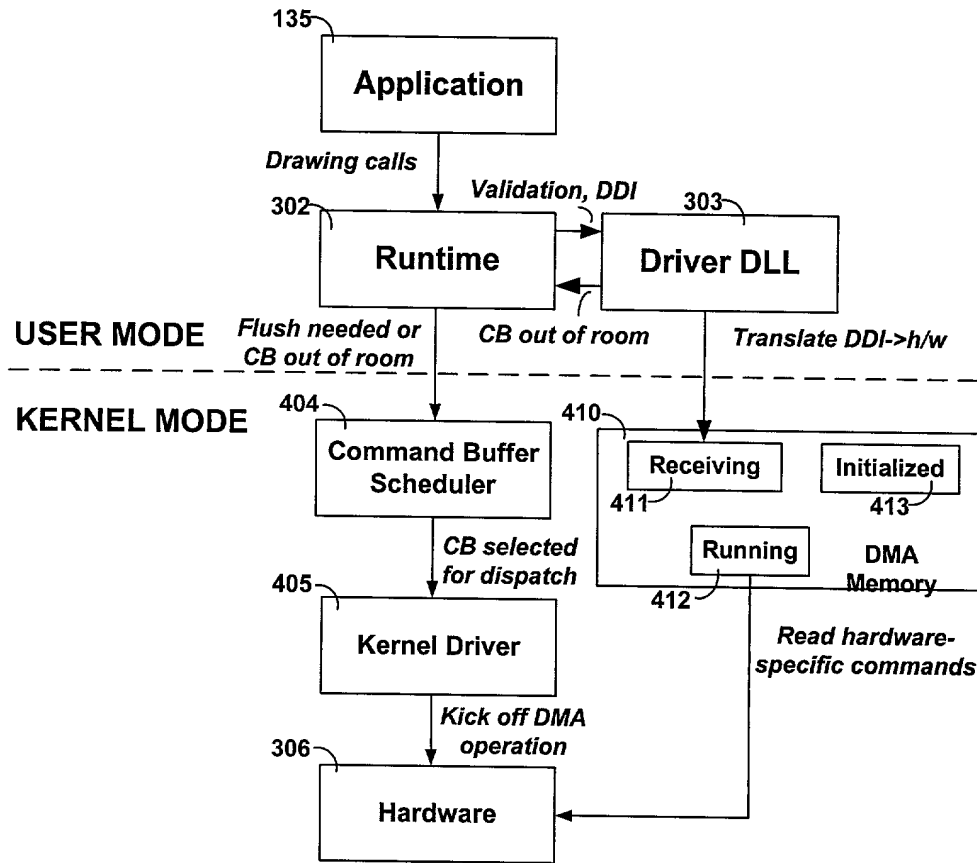 135
Application
Drawing calls
Validation, DDI
302
303
Runtime
Driver DLL
CB out of room
Flush needed or
CB out of room
Translate DDI->h/w
USER MODE
KERNEL MODE
404
410
Command Buffer
Scheduler
Receiving
Initialized
411
413
Running
DMA
Memory
412
CB selected
for dispatch
405
Kernel Driver
Read hardware-
specific commands
Kick off DMA
operation
306
Hardware